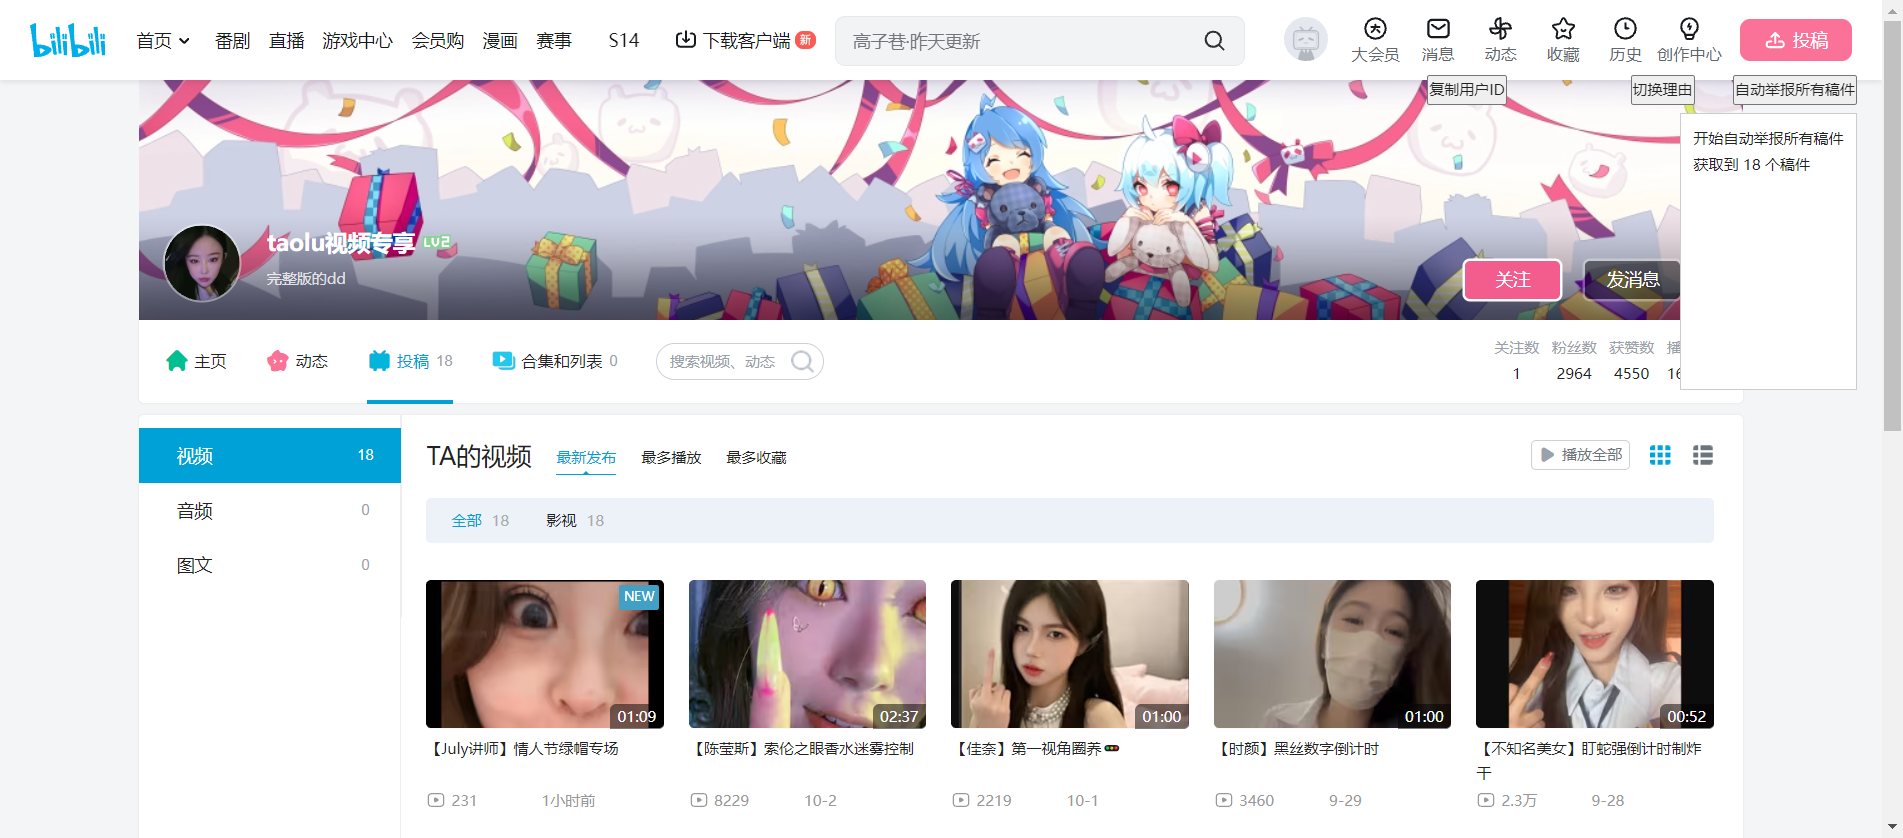 bilibili
首页 番剧 直播 游戏中心 会员购 漫画 赛事 S14 下载客户端 新
高子巷·昨天更新
大会员 消息 动态 收藏 历史 创作中心 投稿
复制用户ID 切换理由 自动举报所有稿件
开始自动举报所有稿件
获取到 18 个稿件
taolu视频专享 LV2
完整版的dd
关注 发消息
主页 动态 投稿 18 合集和列表 0
搜索视频、动态
关注数 粉丝数 获赞数 播
1 2964 4550 16
视频 18
音频 0
图文 0
TA的视频 最新发布 最多播放 最多收藏
播放全部
全部 18 影视 18
NEW
01:09 02:37 01:00 01:00 00:52
【July讲师】情人节绿帽专场
231 1小时前
【陈莹斯】索伦之眼香水迷雾控制
8229 10-2
【佳奈】第一视角圈养🚥
2219 10-1
【时颜】黑丝数字倒计时
3460 9-29
【不知名美女】盯蛇强倒计时制炸
干
2.3万 9-28